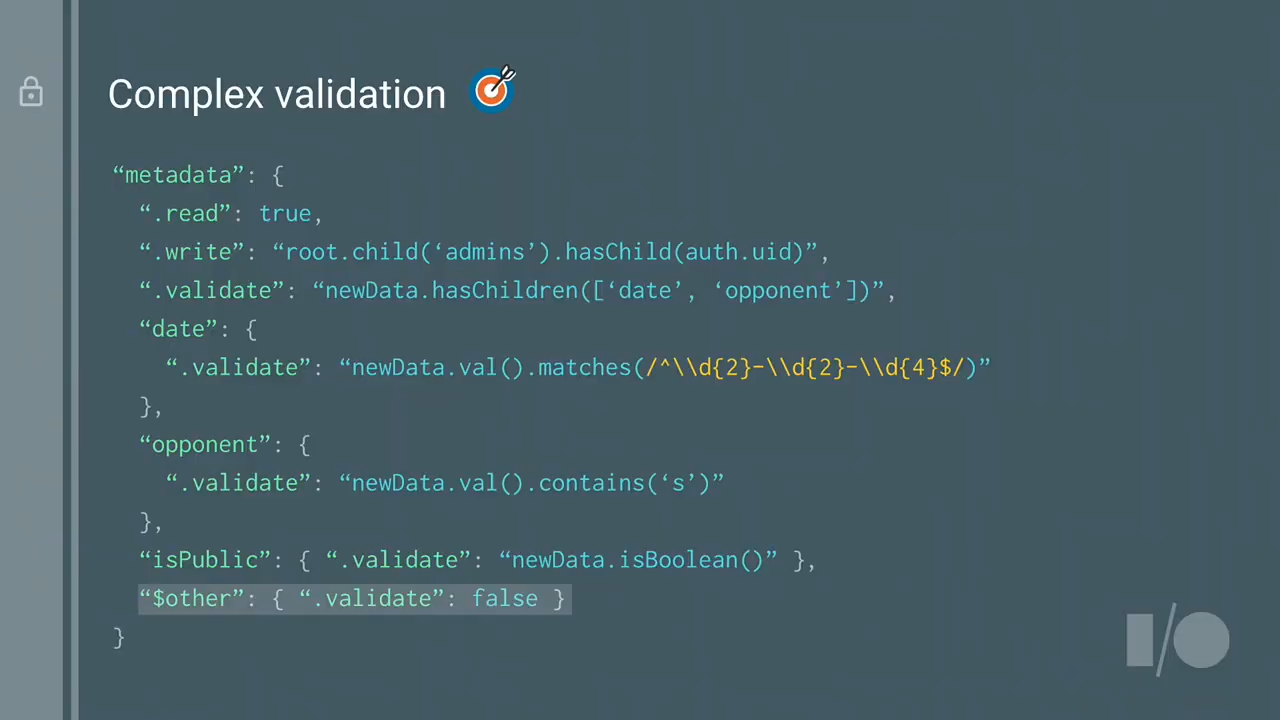 Complex validation
“metadata”: {
“.read”: true,
“.write”: “root.child(‘admins’).hasChild(auth.uid)”,
“.validate”: “newData.hasChildren([‘date’, ‘opponent’])”,
“date”: {
“.validate”: “newData.val().matches(/^\\d{2}-\\d{2}-\\d{4}$/)”
},
“opponent”: {
“.validate”: “newData.val().contains(‘s’)”
},
“isPublic”: { “.validate”: “newData.isBoolean()” },
“$other”: { “.validate”: false }
}
I/O